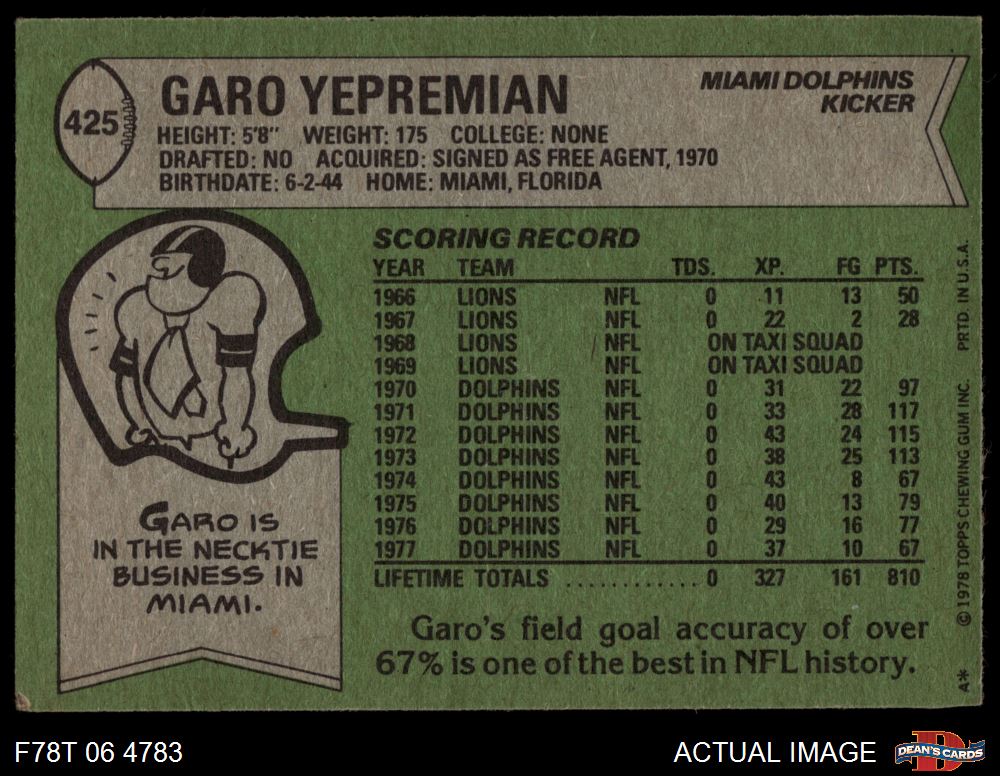 425
GARO YEPREMIAN
MIAMI DOLPHINS
KICKER
HEIGHT: 5'8" WEIGHT: 175 COLLEGE: NONE
DRAFTED: NO ACQUIRED: SIGNED AS FREE AGENT, 1970
BIRTHDATE: 6-2-44 HOME: MIAMI, FLORIDA
SCORING RECORD
YEAR TEAM TDS. XP. FG PTS.
1966 LIONS NFL 0 11 13 50
1967 LIONS NFL 0 22 2 28
1968 LIONS NFL ON TAXI SQUAD
1969 LIONS NFL ON TAXI SQUAD
1970 DOLPHINS NFL 0 31 22 97
1971 DOLPHINS NFL 0 33 28 117
1972 DOLPHINS NFL 0 43 24 115
1973 DOLPHINS NFL 0 38 25 113
1974 DOLPHINS NFL 0 43 8 67
1975 DOLPHINS NFL 0 40 13 79
1976 DOLPHINS NFL 0 29 16 77
1977 DOLPHINS NFL 0 37 10 67
LIFETIME TOTALS ............ 0 327 161 810
Garo's field goal accuracy of over
67% is one of the best in NFL history.
GARO IS
IN THE NECKTIE
BUSINESS IN
MIAMI.
A* © 1978 TOPPS CHEWING GUM INC. PRTD. IN U.S.A.
F78T 06 4783
ACTUAL IMAGE
D
DEAN'S CARDS